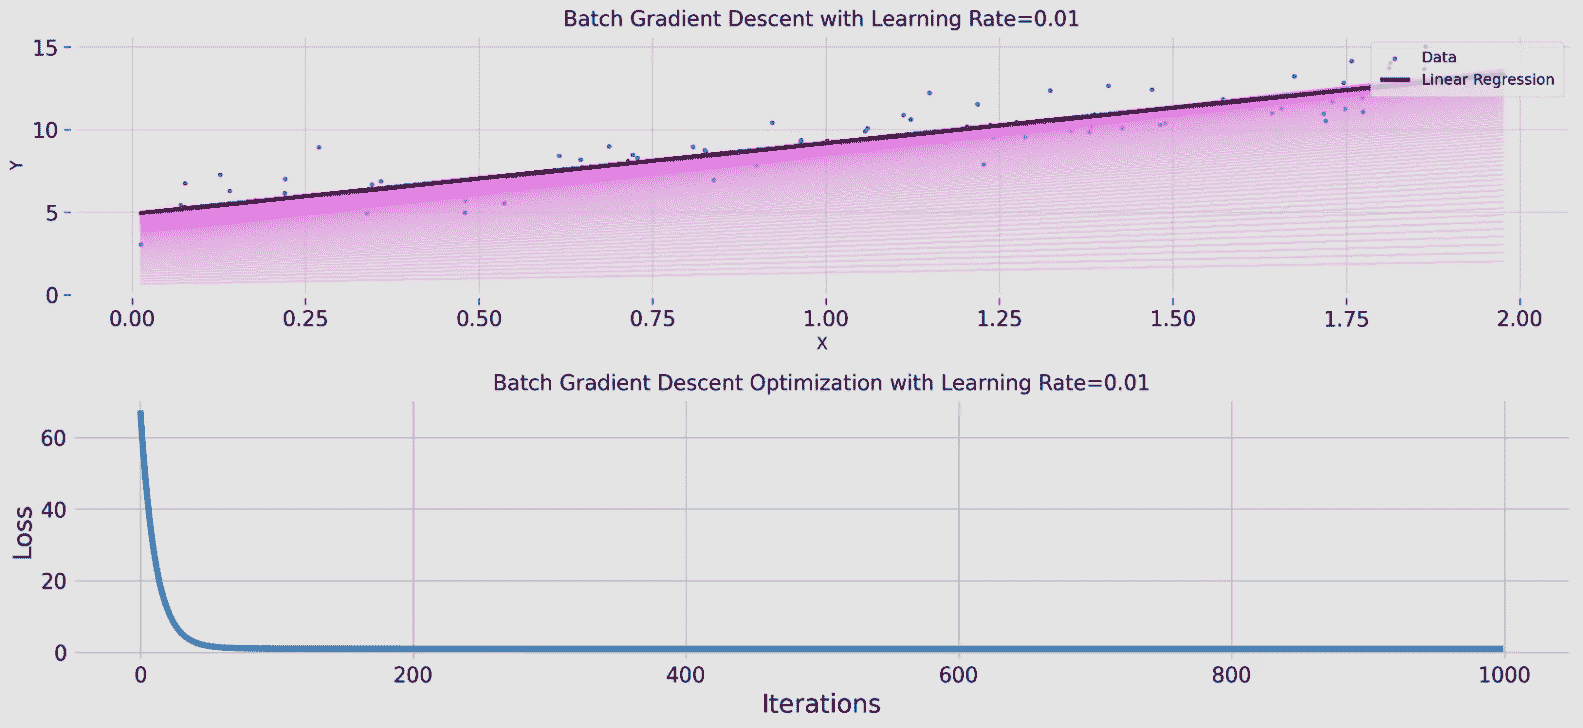 Batch Gradient Descent with Learning Rate=0.01
15
10
5
0
Y
Data
Linear Regression
0.00 0.25 0.50 0.75 1.00 1.25 1.50 1.75 2.00
X
Batch Gradient Descent Optimization with Learning Rate=0.01
60
40
20
0
Loss
0 200 400 600 800 1000
Iterations